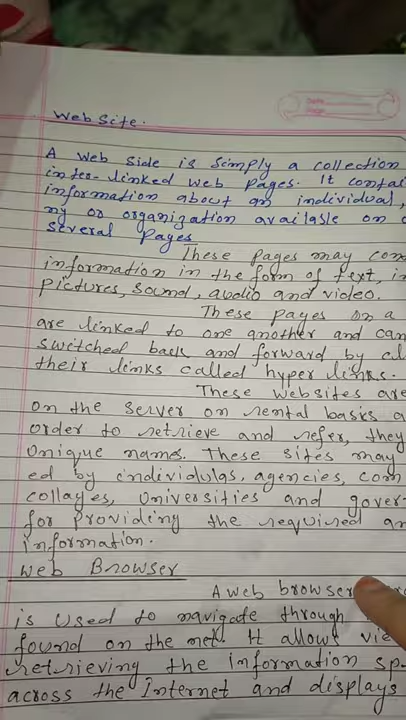 Web Site.
A Web Side is simply a collection
inter-linked web pages. It contai
information about an individual,
ny or organization available on
several Pages
These pages may con
information in the form of text, i
pictures, sound, audio and video.
These pages on a
are linked to one another and can
switched back and forward by cl
their links called hyper links.
These websites are
on the server on rental basis a
order to retrieve and refer, they
Unique names. These sites may
ed by individulas, agencies, com
collages, Universities and gover
for providing the required
information.
Web Browser
A web browser
is used to navigate through
found on the net. It allows vie
retrieving the information sp
across the Internet and displays